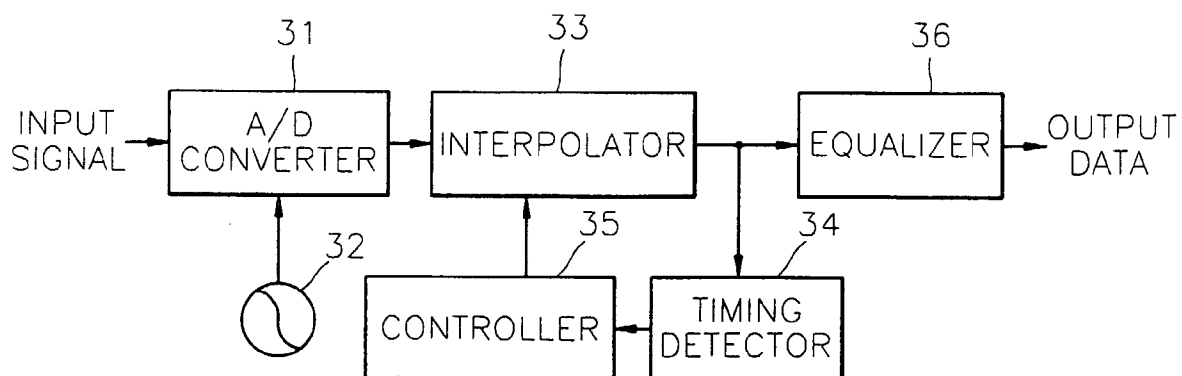 31
33
36
INPUT
SIGNAL
A/D
CONVERTER
INTERPOLATOR
EQUALIZER
OUTPUT
DATA
32
35
34
CONTROLLER
TIMING
DETECTOR